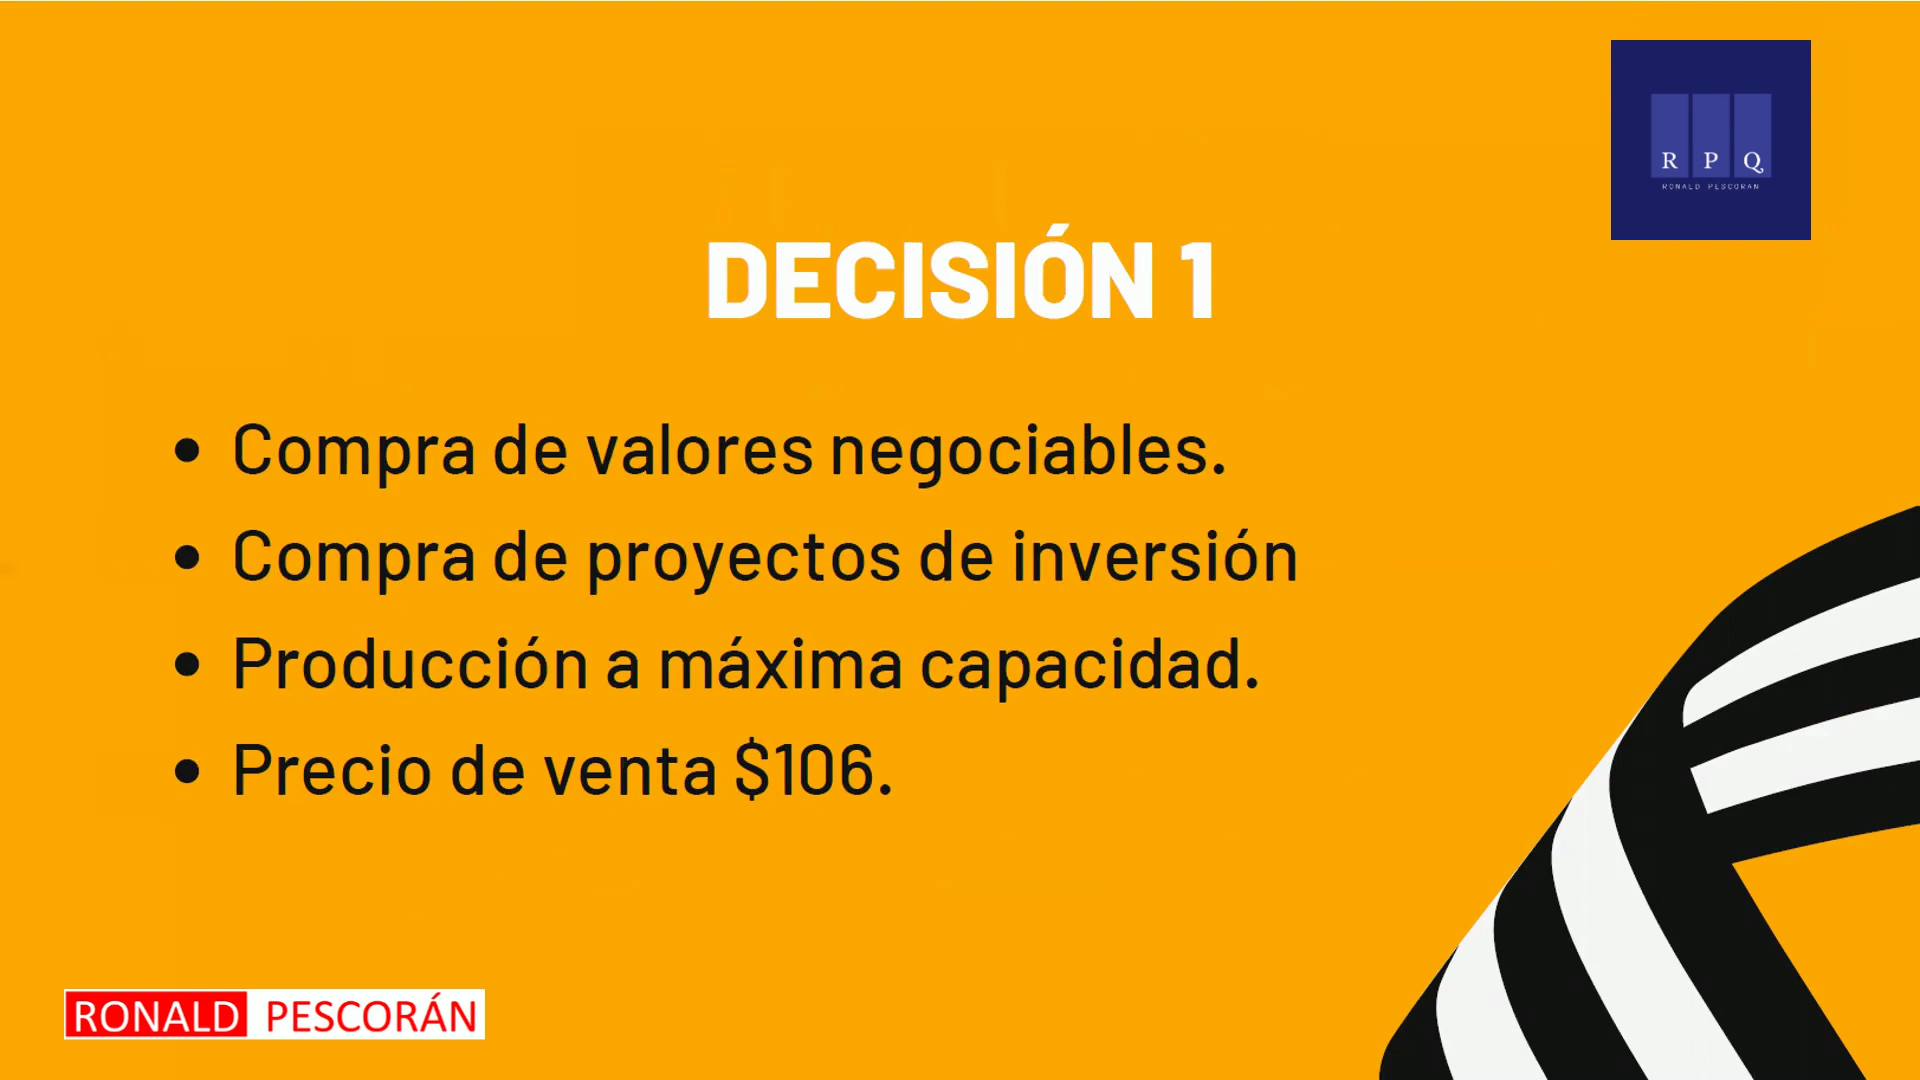 R P Q
RONALD PESCORAN
DECISIÓN 1
• Compra de valores negociables.
• Compra de proyectos de inversión
• Producción a máxima capacidad.
• Precio de venta $106.
RONALD PESCORÁN